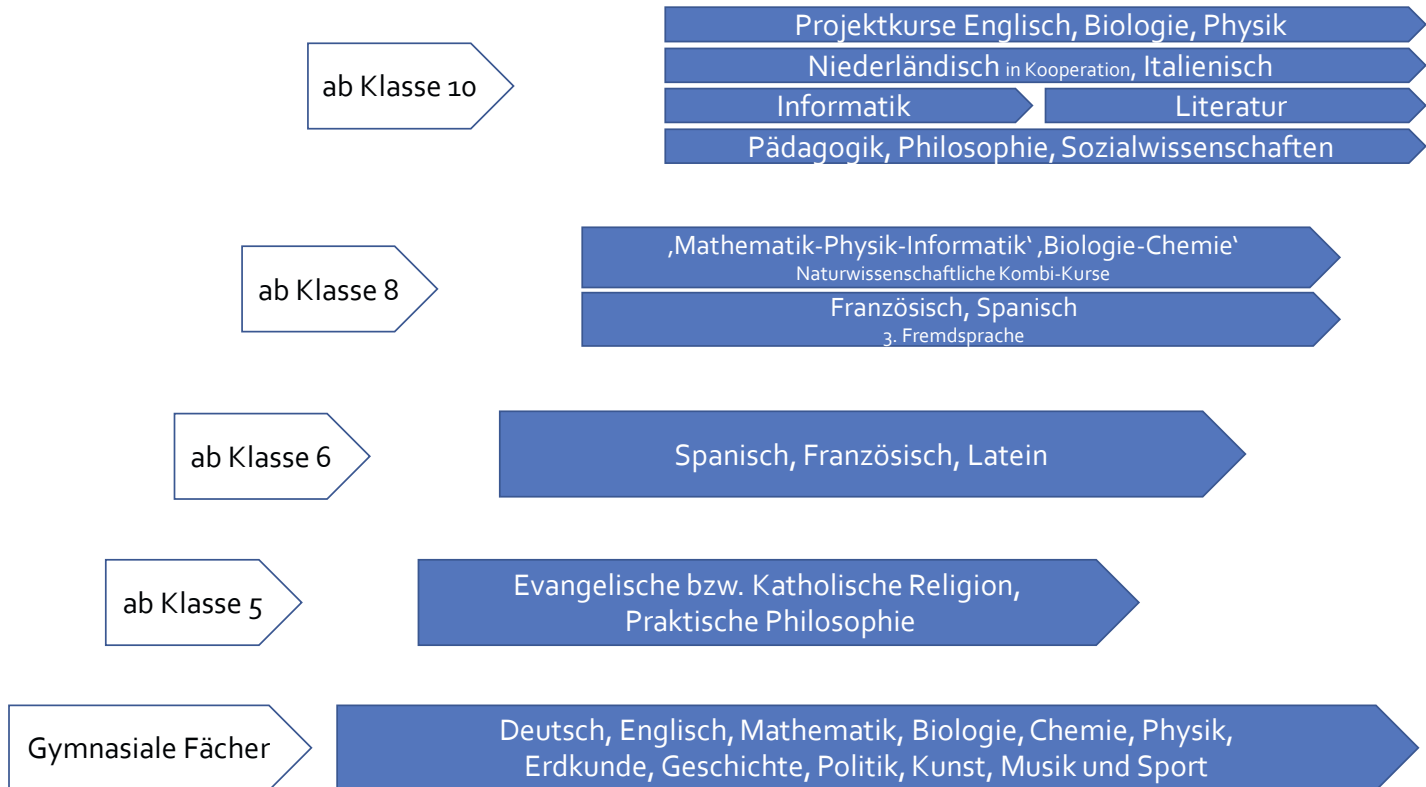 Projektkurse Englisch, Biologie, Physik
ab Klasse 10
Niederländisch in Kooperation, Italienisch
Informatik
Literatur
Pädagogik, Philosophie, Sozialwissenschaften
ab Klasse 8
‚Mathematik-Physik-Informatik‘ ‚Biologie-Chemie‘
Naturwissenschaftliche Kombi-Kurse
Französisch, Spanisch
3. Fremdsprache
ab Klasse 6
Spanisch, Französisch, Latein
ab Klasse 5
Evangelische bzw. Katholische Religion,
Praktische Philosophie
Gymnasiale Fächer
Deutsch, Englisch, Mathematik, Biologie, Chemie, Physik,
Erdkunde, Geschichte, Politik, Kunst, Musik und Sport